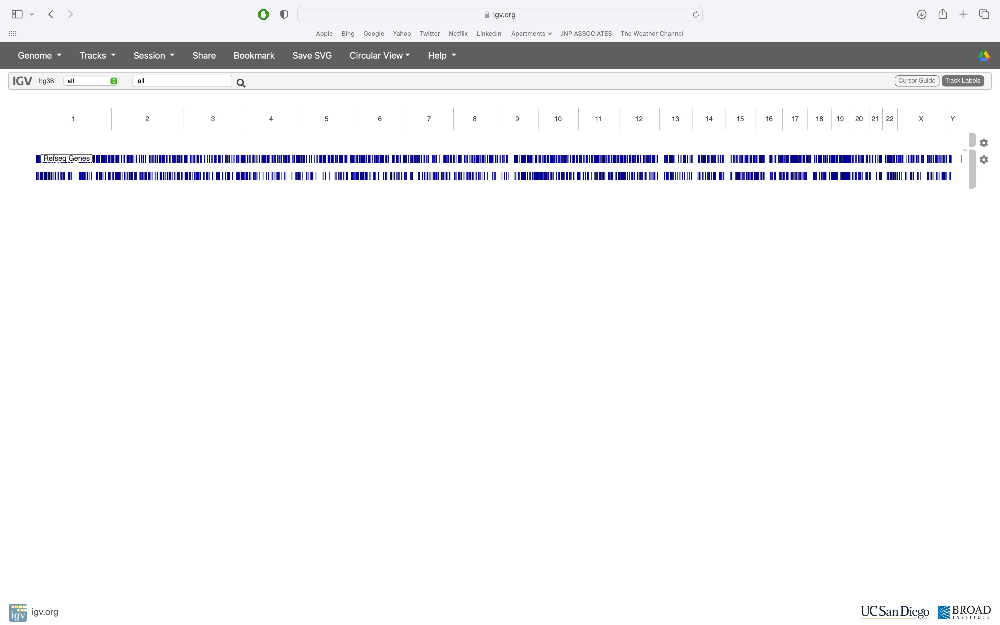 igv.org
Apple Bing Google Yahoo Twitter Netflix LinkedIn Apartments JNP ASSOCIATES The Weather Channel
Genome Tracks Session Share Bookmark Save SVG Circular View Help
IGV hg38 all all Cursor Guide Track Labels
1 2 3 4 5 6 7 8 9 10 11 12 13 14 15 16 17 18 19 20 21 22 X Y
Refseq Genes
igv igv.org UC San Diego BROAD
INSTITUTE